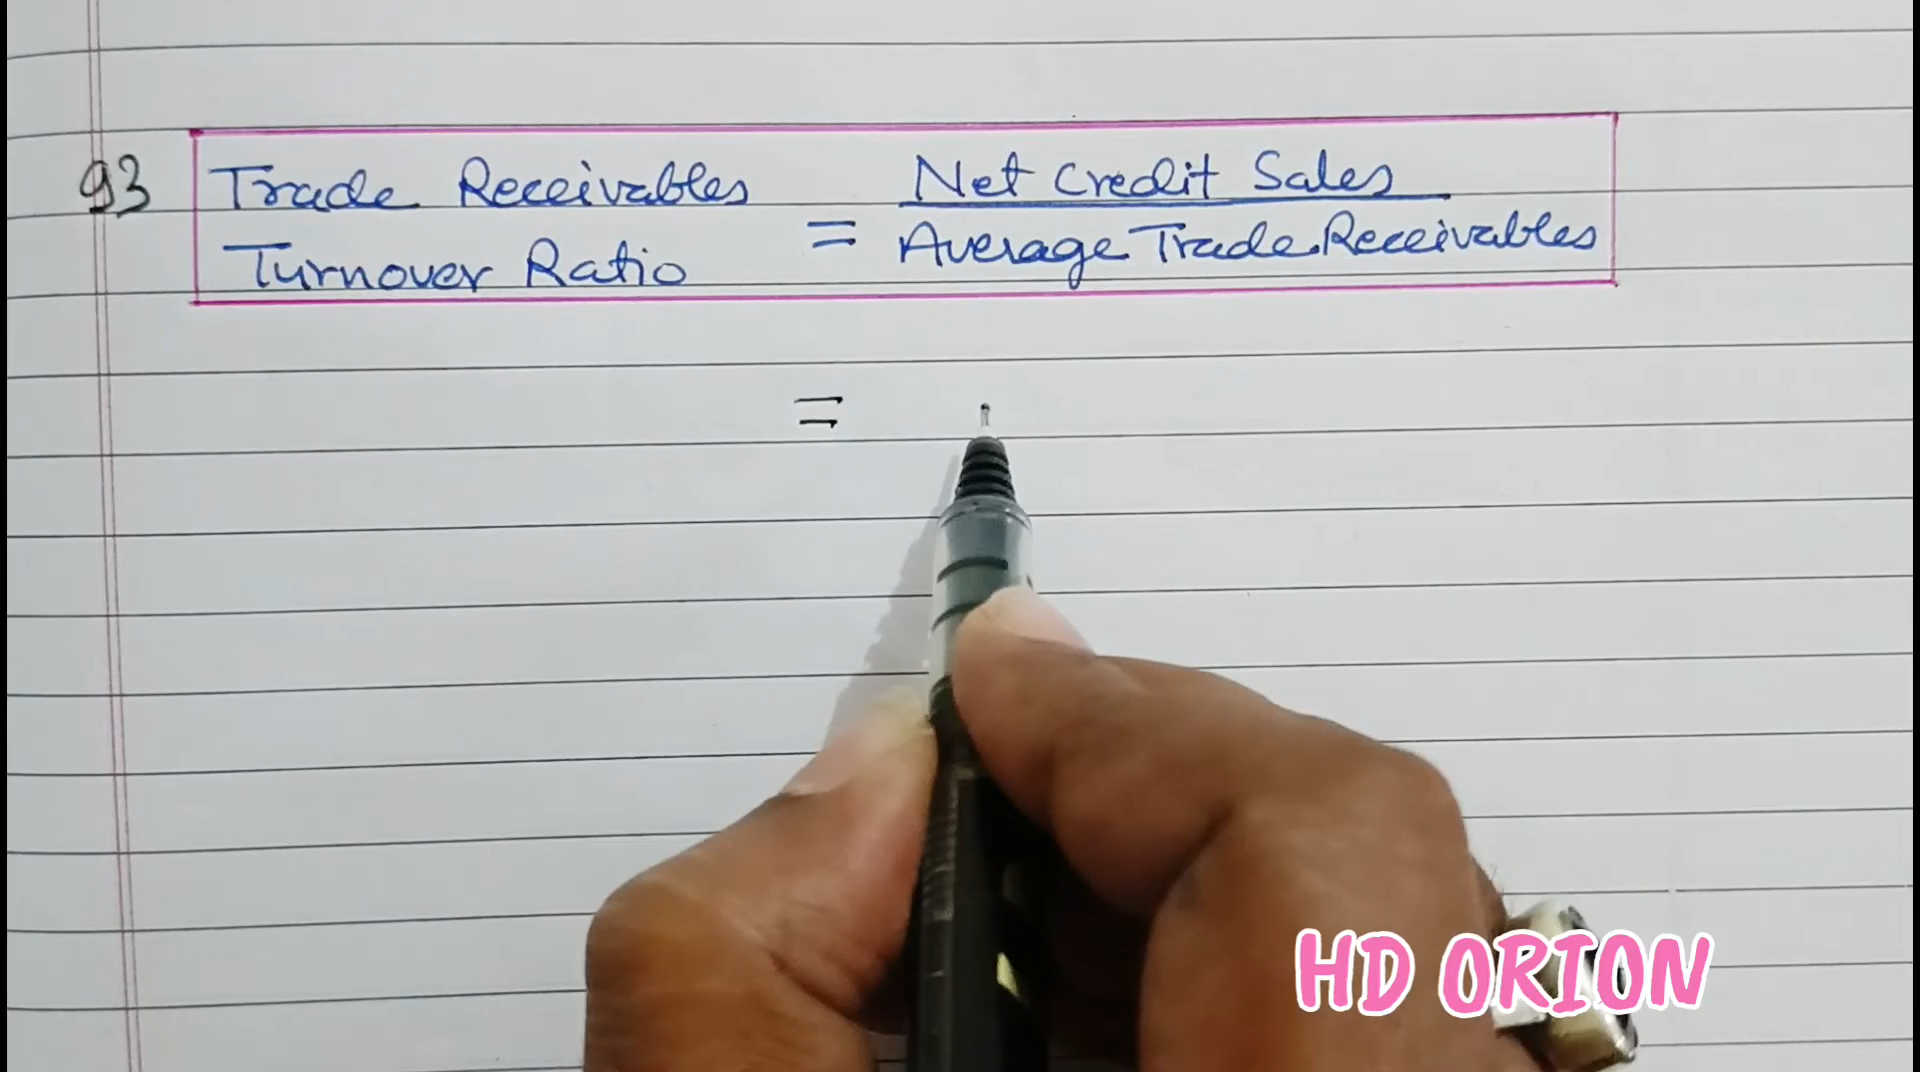 93 Trade Receivables = Net Credit Sales
Turnover Ratio Average Trade Receivables
=
HD ORION